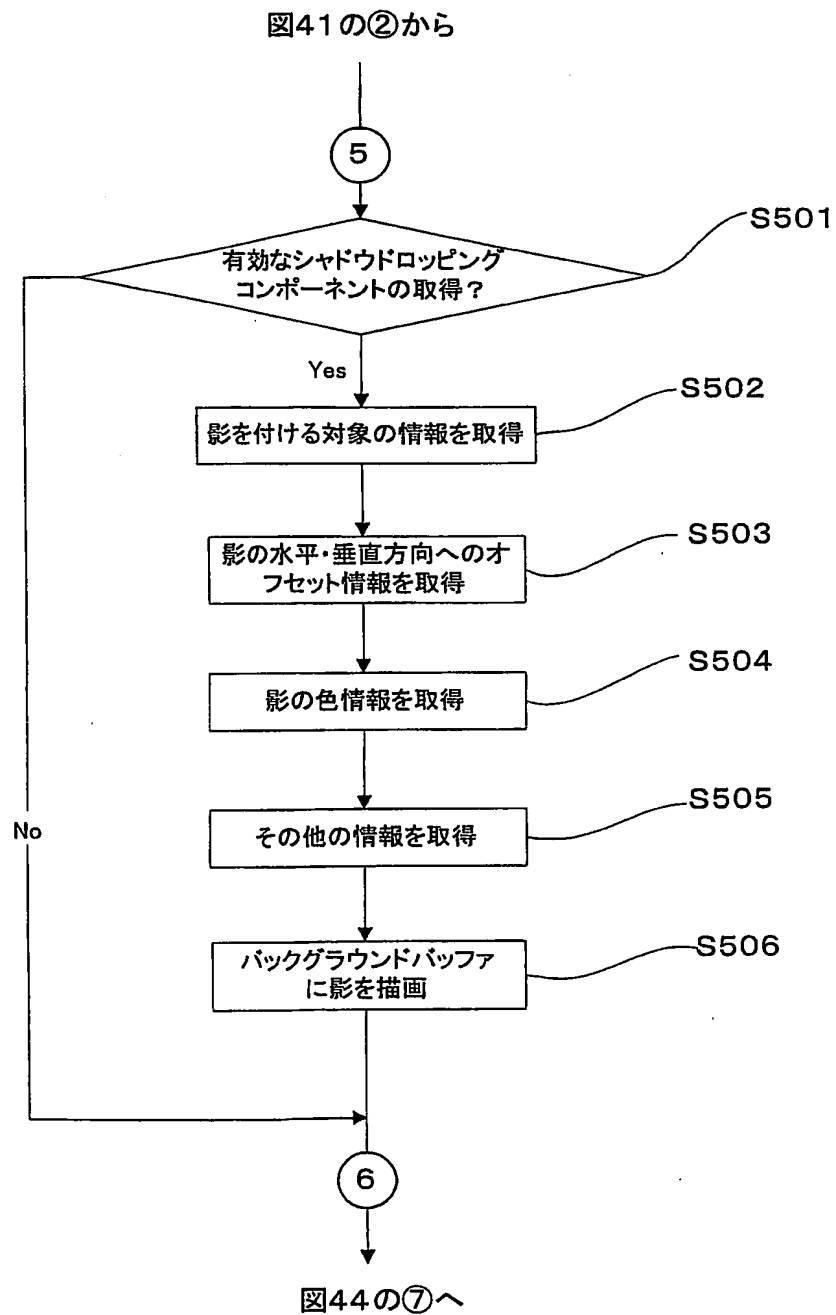 図41の②から
5
S501
有効なシャドウドロッピング
コンポーネントの取得？
Yes
S502
影を付ける対象の情報を取得
S503
影の水平・垂直方向へのオ
フセット情報を取得
S504
影の色情報を取得
S505
No
その他の情報を取得
S506
バックグラウンドバッファ
に影を描画
6
図44の⑦へ